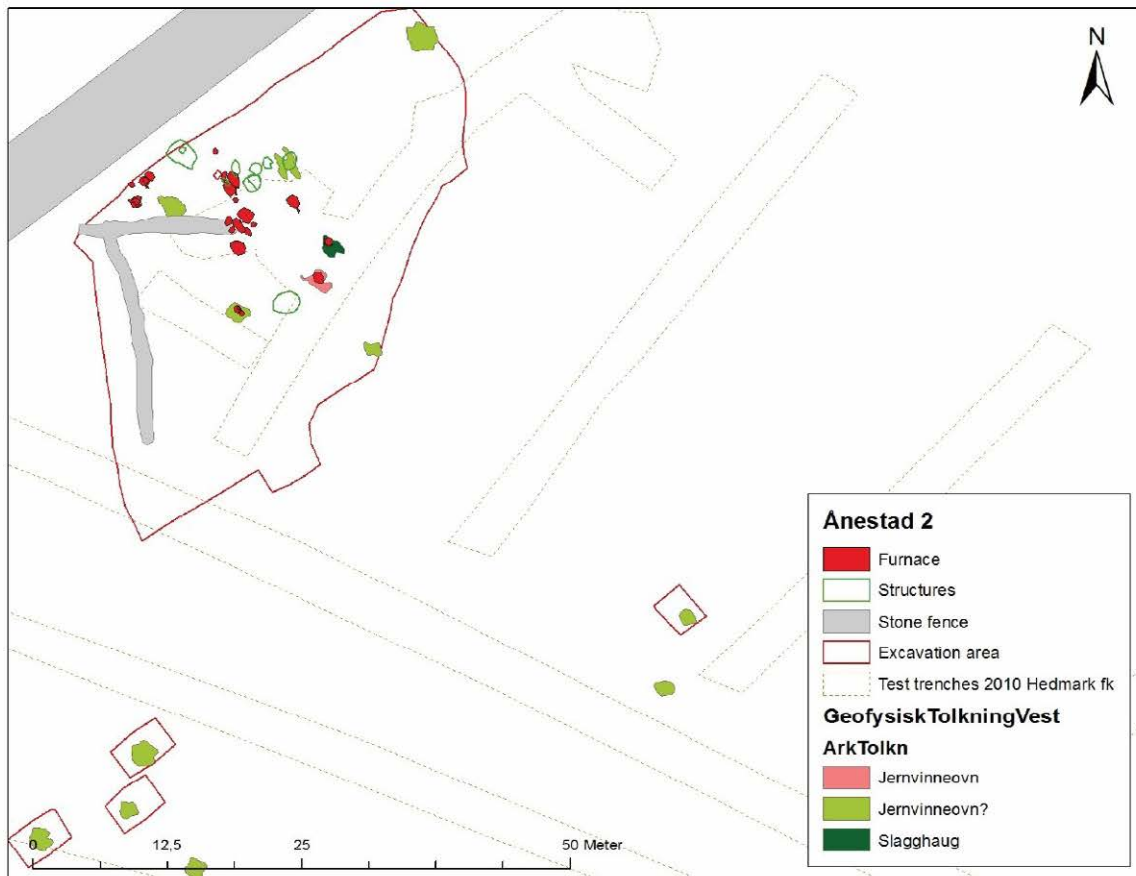 N
Ånestad 2
Furnace
Structures
Stone fence
Excavation area
Test trenches 2010 Hedmark fk
GeofysiskTolkningVest
ArkTolkn
Jernvinneovn
Jernvinneovn?
Slagghaug
0 12,5 25 50 Meter